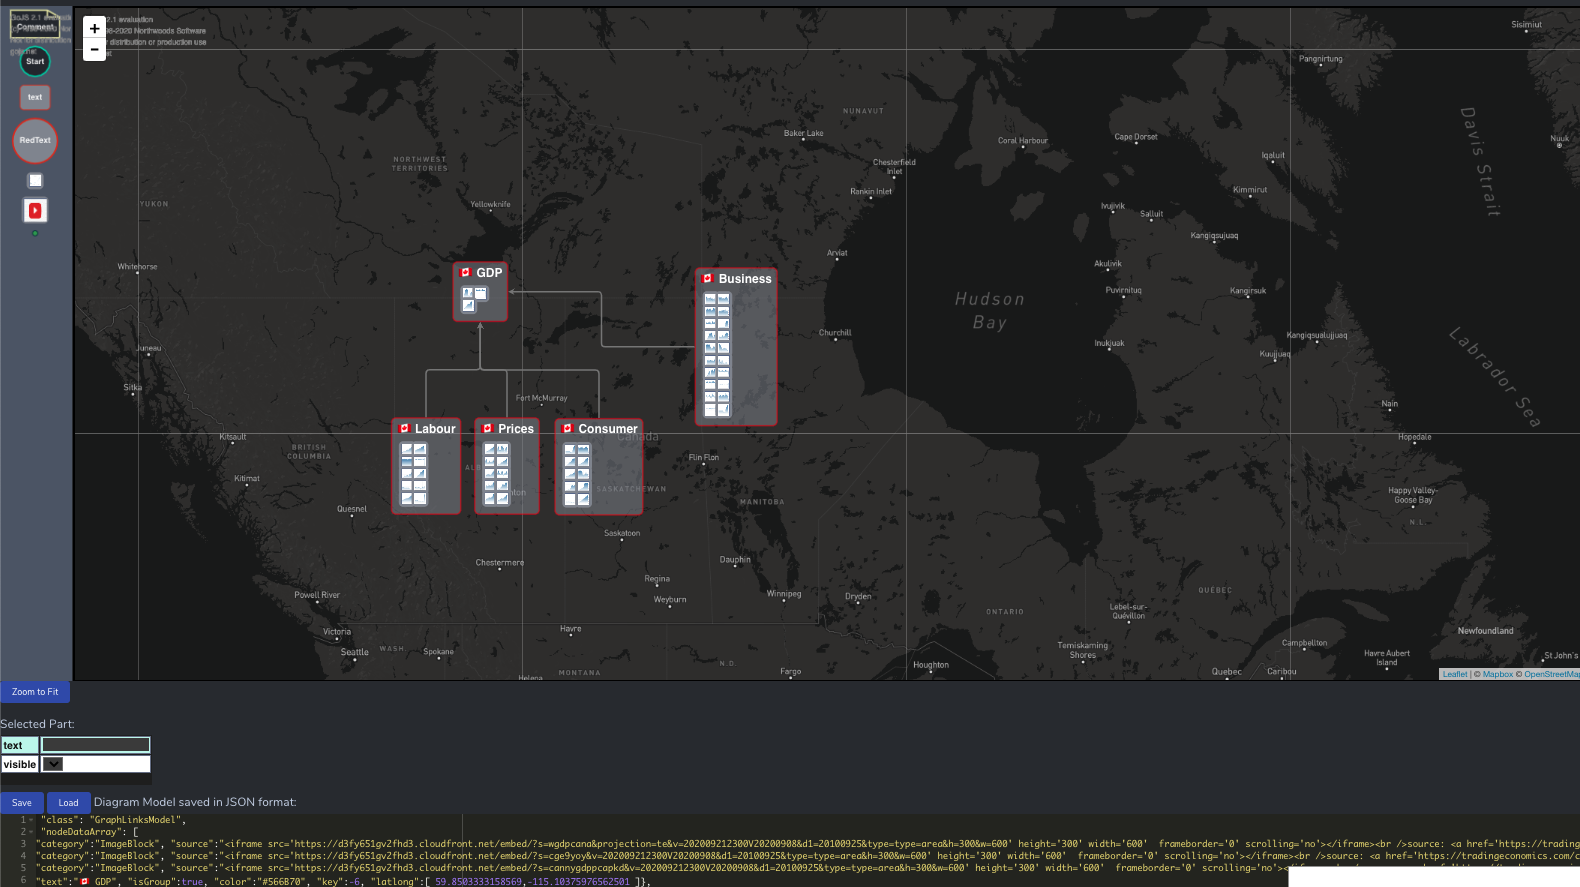 Comment
Start
text
RedText
+
−
2.1 evaluation
-2020 Northwoods Software
distribution or production use
Sisimiut
Pangnirtung
NUNAVUT
Baker Lake
Coral Harbour
Cape Dorset
Davis Strait
Nuuk
NORTHWEST
TERRITORIES
Chesterfield
Inlet
Iqaluit
Rankin Inlet
Kimmirut
YUKON
Yellowknife
Ivujivik
Salluit
Kangiqsujuaq
Arviat
Whitehorse
Akulivik
GDP
Business
Puvirnituq
Kangirsuk
Hudson
Bay
Churchill
Kangiqsualujjuaq
Labrador Sea
Juneau
Inukjuak
Kuujjuaq
Sitka
Fort McMurray
Nain
Labour
Prices
Consumer
Canada
Kitsault
Hopedale
BRITISH
COLUMBIA
Flin Flon
Kitimat
SASKATCHEWAN
MANITOBA
Happy Valley-
Goose Bay
Quesnel
N.L.
Saskatoon
Chestermere
Dauphin
Regina
Powell River
Weyburn
Winnipeg
Dryden
QUÉBEC
Lebel-sur-
Quévillon
ONTARIO
Victoria
Havre
Newfoundland
Seattle
WASH.
Spokane
Temiskaming
Shores
Campbellton
Havre Aubert
Island
St John's
MONTANA
N.D.
Fargo
Houghton
Quebec
Caribou
Helena
Leaflet | © Mapbox © OpenStreetMap
Zoom to Fit
Selected Part:
text
visible
Save
Load
Diagram Model saved in JSON format:
1 "class": "GraphLinksModel",
2 "nodeDataArray": [
3 "category":"ImageBlock", "source":"<iframe src='https://d3fy651gv2fhd3.cloudfront.net/embed/?s=wgdpcana&projection=te&v=202009212300V20200908&d1=20100925&type=type=area&h=300&w=600' height='300' width='600'  frameborder='0' scrolling='no'></iframe><br />source: <a href='https://trading
4 "category":"ImageBlock", "source":"<iframe src='https://d3fy651gv2fhd3.cloudfront.net/embed/?s=cge9yoy&v=202009212300V20200908&d1=20100925&type=type=area&h=300&w=600' height='300' width='600'  frameborder='0' scrolling='no'></iframe><br />source: <a href='https://tradingeconomics.com/c
5 "category":"ImageBlock", "source":"<iframe src='https://d3fy651gv2fhd3.cloudfront.net/embed/?s=cannygdppcapkd&v=202009212300V20200908&d1=20100925&type=type=area&h=300&w=600' height='300' width='600'  frameborder='0' scrolling='no'>
6 "text":"🇨🇦 GDP", "isGroup":true, "color":"#566B70", "key":-6, "latlong":[ 59.8503333158569,-115.10375976562501 ]},